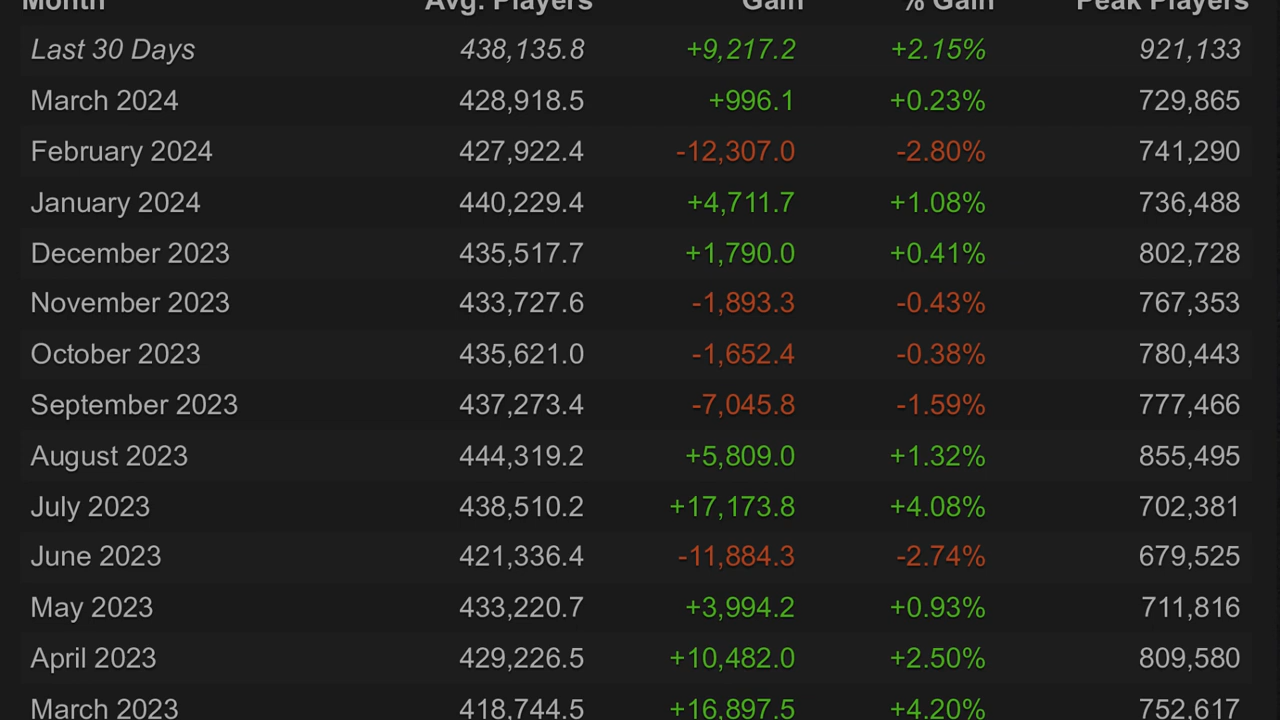 Month Avg. Players Gain % Gain Peak Players
Last 30 Days 438,135.8 +9,217.2 +2.15% 921,133
March 2024 428,918.5 +996.1 +0.23% 729,865
February 2024 427,922.4 -12,307.0 -2.80% 741,290
January 2024 440,229.4 +4,711.7 +1.08% 736,488
December 2023 435,517.7 +1,790.0 +0.41% 802,728
November 2023 433,727.6 -1,893.3 -0.43% 767,353
October 2023 435,621.0 -1,652.4 -0.38% 780,443
September 2023 437,273.4 -7,045.8 -1.59% 777,466
August 2023 444,319.2 +5,809.0 +1.32% 855,495
July 2023 438,510.2 +17,173.8 +4.08% 702,381
June 2023 421,336.4 -11,884.3 -2.74% 679,525
May 2023 433,220.7 +3,994.2 +0.93% 711,816
April 2023 429,226.5 +10,482.0 +2.50% 809,580
March 2023 418,744.5 +16,897.5 +4.20% 752,617